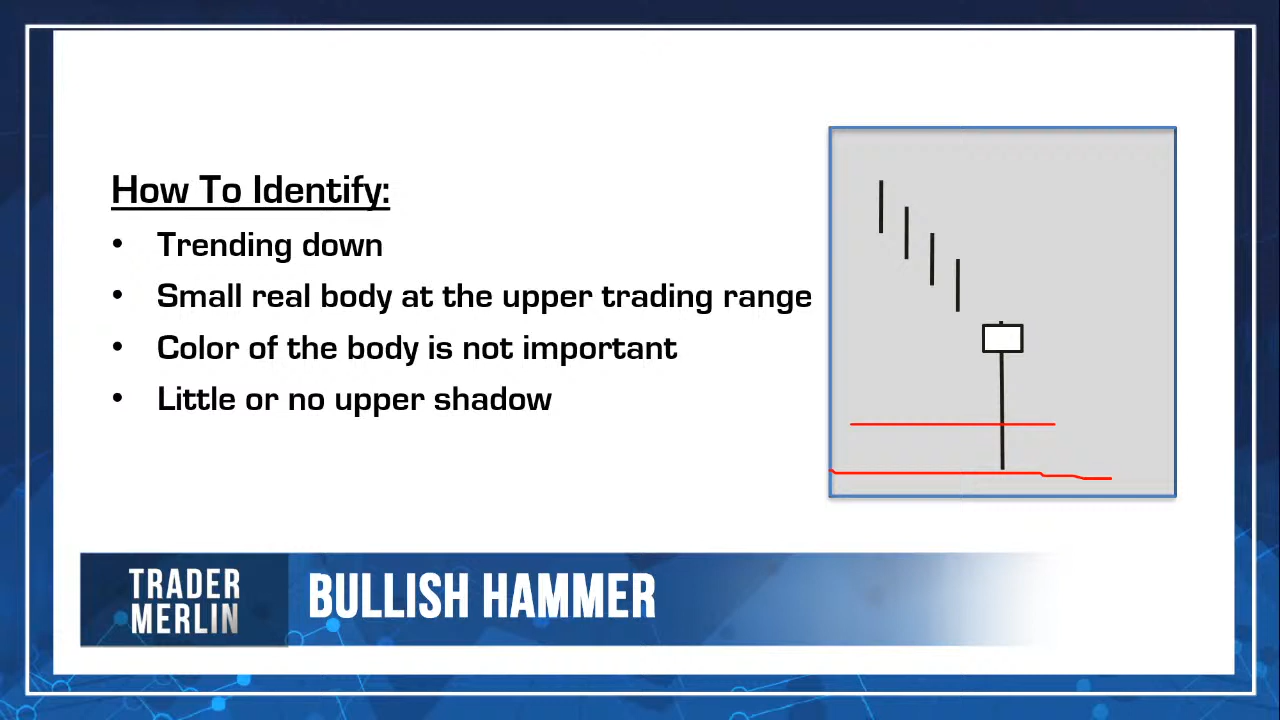 How To Identify:
• Trending down
• Small real body at the upper trading range
• Color of the body is not important
• Little or no upper shadow
TRADER
MERLIN
BULLISH HAMMER